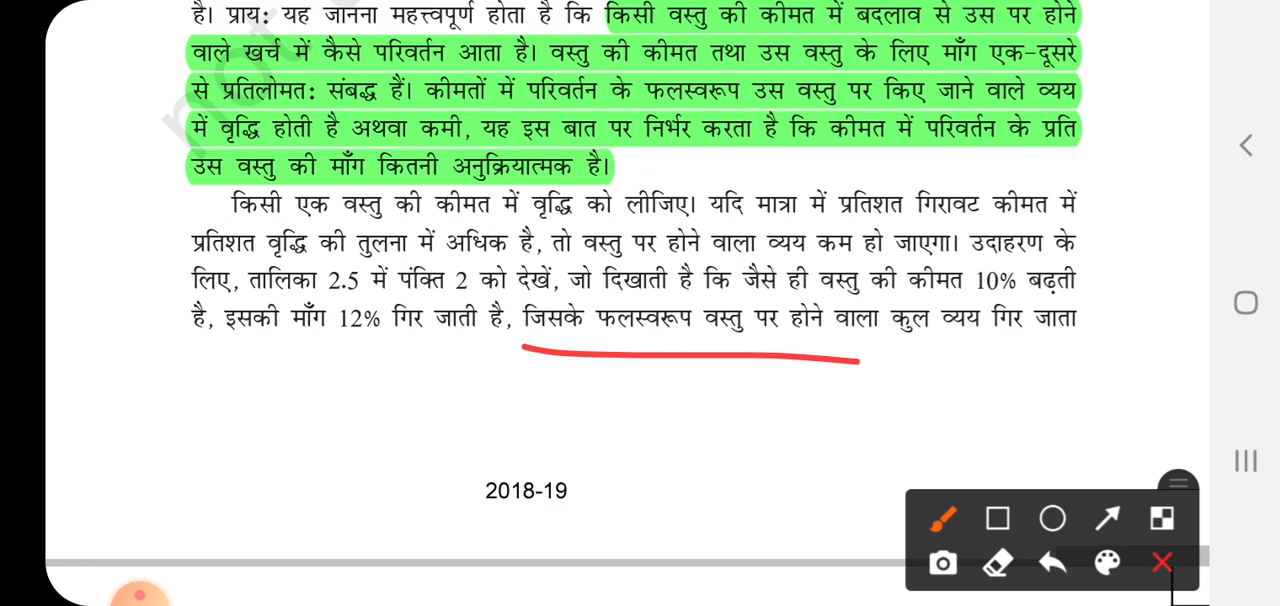 है। प्राय: यह जानना महत्त्वपूर्ण होता है कि किसी वस्तु की कीमत में बदलाव से उस पर होने
वाले खर्च में कैसे परिवर्तन आता है। वस्तु की कीमत तथा उस वस्तु के लिए माँग एक-दूसरे
से प्रतिलोमत: संबद्ध हैं। कीमतों में परिवर्तन के फलस्वरूप उस वस्तु पर किए जाने वाले व्यय
में वृद्धि होती है अथवा कमी, यह इस बात पर निर्भर करता है कि कीमत में परिवर्तन के प्रति
उस वस्तु की माँग कितनी अनुक्रियात्मक है।
किसी एक वस्तु की कीमत में वृद्धि को लीजिए। यदि मात्रा में प्रतिशत गिरावट कीमत में
प्रतिशत वृद्धि की तुलना में अधिक है, तो वस्तु पर होने वाला व्यय कम हो जाएगा। उदाहरण के
लिए, तालिका 2.5 में पंक्ति 2 को देखें, जो दिखाती है कि जैसे ही वस्तु की कीमत 10% बढ़ती
है, इसकी माँग 12% गिर जाती है, जिसके फलस्वरूप वस्तु पर होने वाला कुल व्यय गिर जाता
2018-19